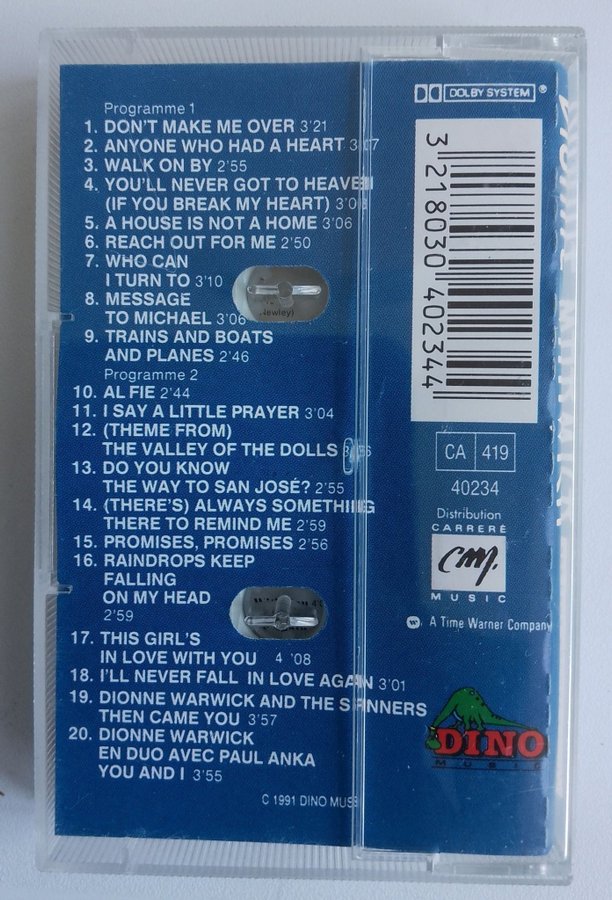 Programme 1
1. DON'T MAKE ME OVER 3'21
2. ANYONE WHO HAD A HEART 3'07
3. WALK ON BY 2'55
4. YOU'LL NEVER GOT TO HEAVEN
(IF YOU BREAK MY HEART)
5. A HOUSE IS NOT A HOME 3'06
6. REACH OUT FOR ME 2'50
7. WHO CAN
I TURN TO 3'10
8. MESSAGE
TO MICHAEL 3'06
9. TRAINS AND BOATS
AND PLANES 2'46
Programme 2
10. ALFIE 2'44
11. I SAY A LITTLE PRAYER 3'04
12. (THEME FROM)
THE VALLEY OF THE DOLLS
13. DO YOU KNOW
THE WAY TO SAN JOSÉ? 2'55
14. (THERE'S) ALWAYS SOMETHING
THERE TO REMIND ME 2'59
15. PROMISES, PROMISES 2'56
16. RAINDROPS KEEP
FALLING
ON MY HEAD
2'59
17. THIS GIRL'S
IN LOVE WITH YOU 4 '08
18. I'LL NEVER FALL IN LOVE AGAIN 3'01
19. DIONNE WARWICK AND THE SPINNERS
THEN CAME YOU 3'57
20. DIONNE WARWICK
EN DUO AVEC PAUL ANKA
YOU AND I 3'55
C 1991 DINO MUSIC
Newley)
DOLBY SYSTEM ®
3 218030 402344
CA 419
40234
Distribution
CARRERE
CM.
MUSIC
A Time Warner Company
DINO
MUSIC